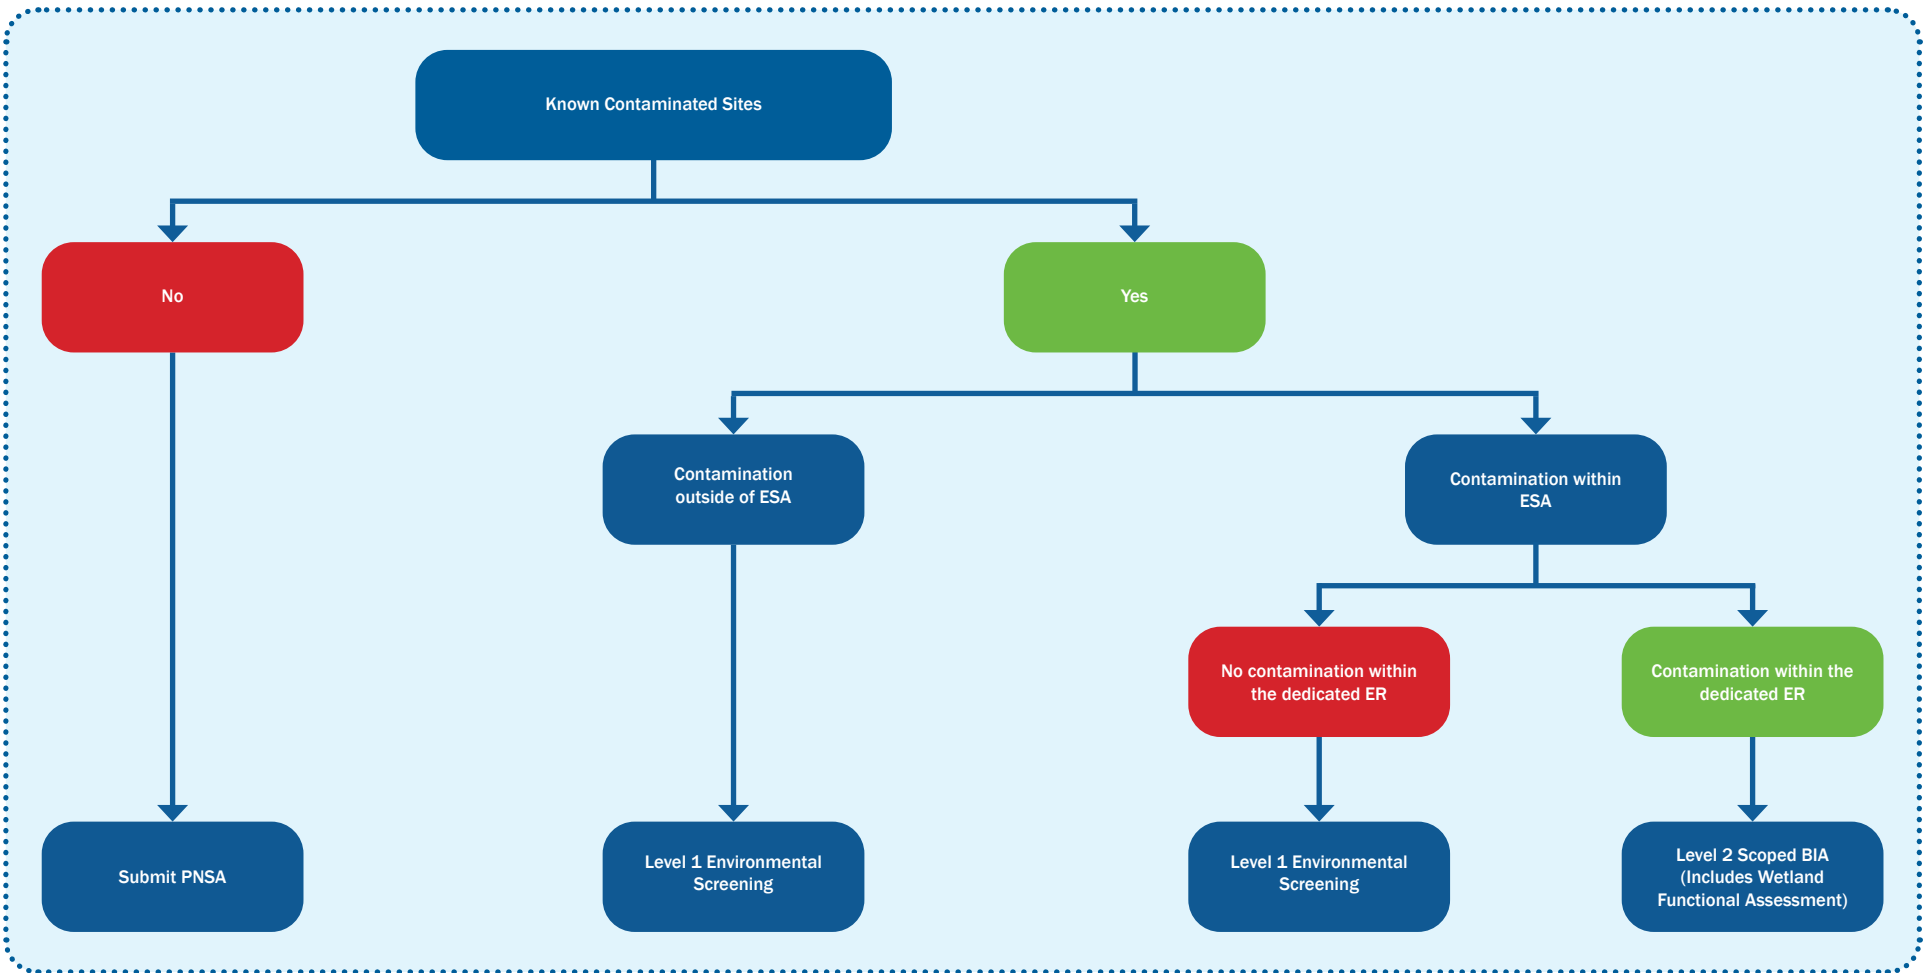 Known Contaminated Sites
No
Yes
Contamination
outside of ESA
Contamination within
ESA
No contamination within
the dedicated ER
Contamination within the
dedicated ER
Submit PNSA
Level 1 Environmental
Screening
Level 1 Environmental
Screening
Level 2 Scoped BIA
(Includes Wetland
Functional Assessment)